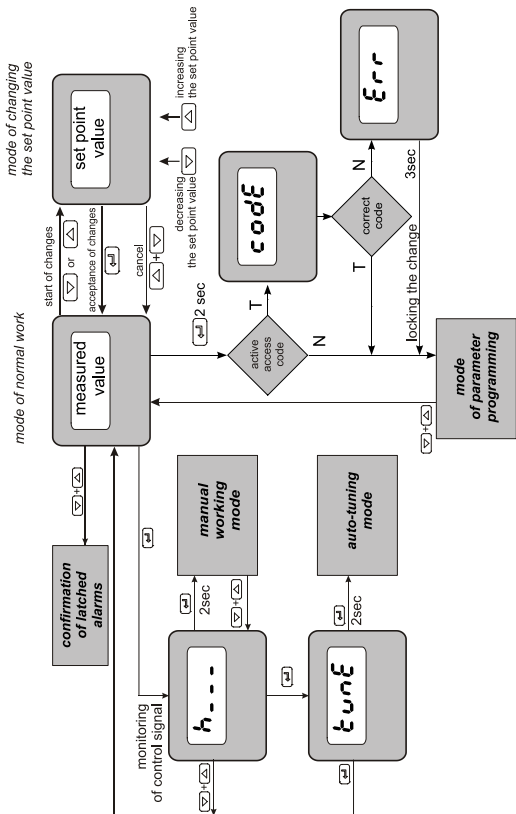 mode of changing
the set point value
set point
value
increasing
the set point value
decreasing
the set point value
start of changes
or
acceptance of changes
cancel
+
mode of normal work
measured
value
+
confirmation
of latched
alarms
2 sec
active
access
code
T
N
codE
correct
code
T
N
Err
3sec
locking the change
mode
of parameter
programming
+
monitoring
of control signal
h---
2sec
+
manual
working
mode
+
tunE
2sec
auto-tuning
mode